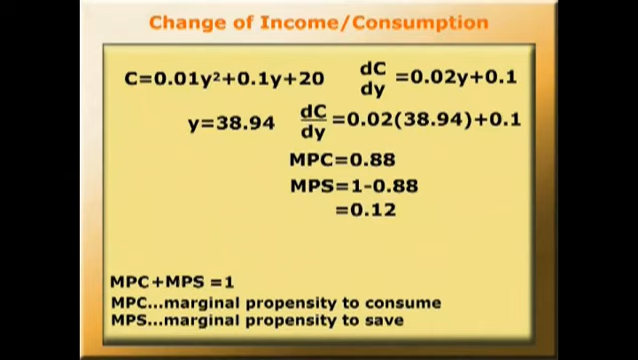 Change of Income/Consumption
C=0.01y²+0.1y+20 dC/dy =0.02y+0.1
y=38.94 dC/dy =0.02(38.94)+0.1
MPC=0.88
MPS=1-0.88
=0.12
MPC+MPS =1
MPC...marginal propensity to consume
MPS...marginal propensity to save